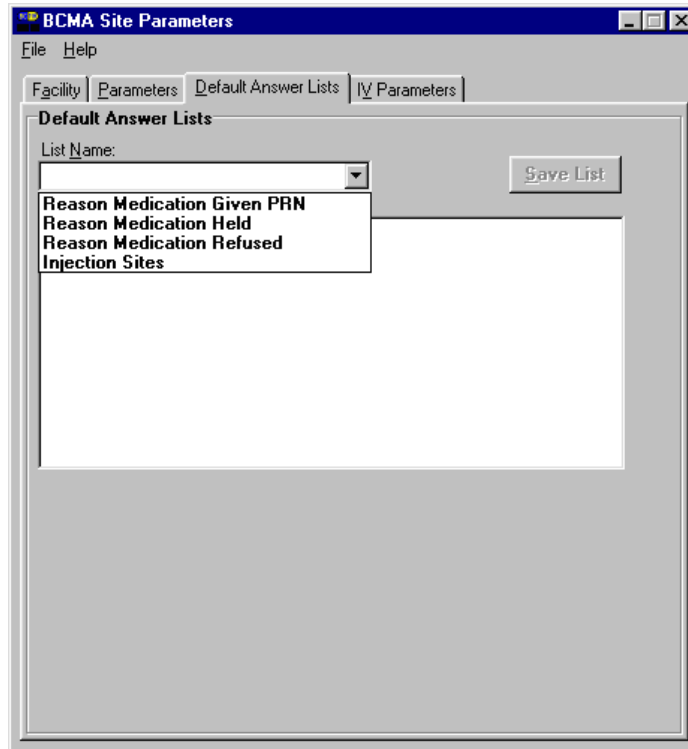 BCMA Site Parameters
File Help
Facility Parameters Default Answer Lists IV Parameters
Default Answer Lists
List Name:
Save List
Reason Medication Given PRN
Reason Medication Held
Reason Medication Refused
Injection Sites